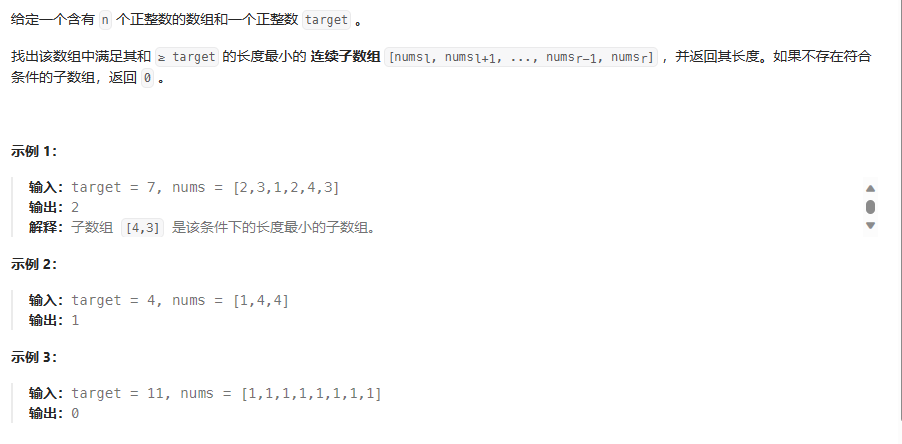 给定一个含有 n 个正整数的数组和一个正整数 target 。
找出该数组中满足其和 ≥ target 的长度最小的 连续子数组 [numsl, numsl+1, ..., numsr-1, numsr] ，并返回其长度。如果不存在符合
条件的子数组，返回 0 。
示例 1：
输入：target = 7, nums = [2,3,1,2,4,3]
输出：2
解释：子数组 [4,3] 是该条件下的长度最小的子数组。
示例 2：
输入：target = 4, nums = [1,4,4]
输出：1
示例 3：
输入：target = 11, nums = [1,1,1,1,1,1,1,1]
输出：0